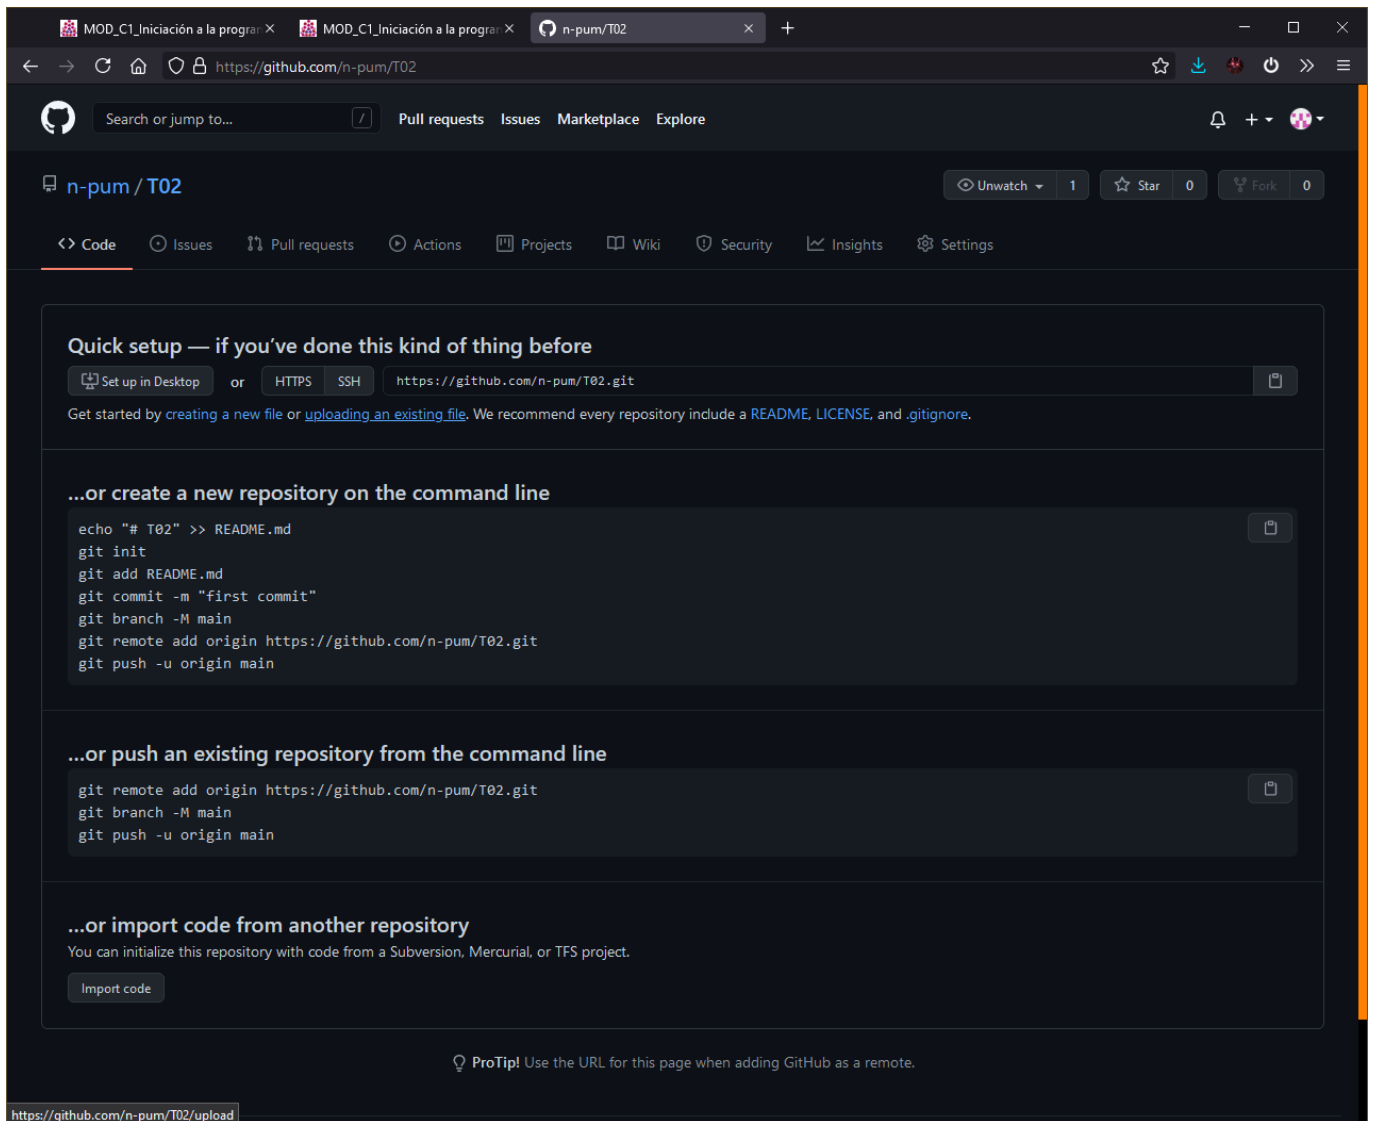 MOD_C1_Iniciación a la progran
MOD_C1_Iniciación a la progran
n-pum/T02
https://github.com/n-pum/T02
Search or jump to...
/
Pull requests
Issues
Marketplace
Explore
n-pum / T02
Unwatch
1
Star
0
Fork
0
Code
Issues
Pull requests
Actions
Projects
Wiki
Security
Insights
Settings
Quick setup — if you've done this kind of thing before
Set up in Desktop
or
HTTPS
SSH
https://github.com/n-pum/T02.git
Get started by creating a new file or uploading an existing file. We recommend every repository include a README, LICENSE, and .gitignore.
…or create a new repository on the command line
echo "# T02" >> README.md
git init
git add README.md
git commit -m "first commit"
git branch -M main
git remote add origin https://github.com/n-pum/T02.git
git push -u origin main
…or push an existing repository from the command line
git remote add origin https://github.com/n-pum/T02.git
git branch -M main
git push -u origin main
…or import code from another repository
You can initialize this repository with code from a Subversion, Mercurial, or TFS project.
Import code
ProTip! Use the URL for this page when adding GitHub as a remote.
https://github.com/n-pum/T02/upload